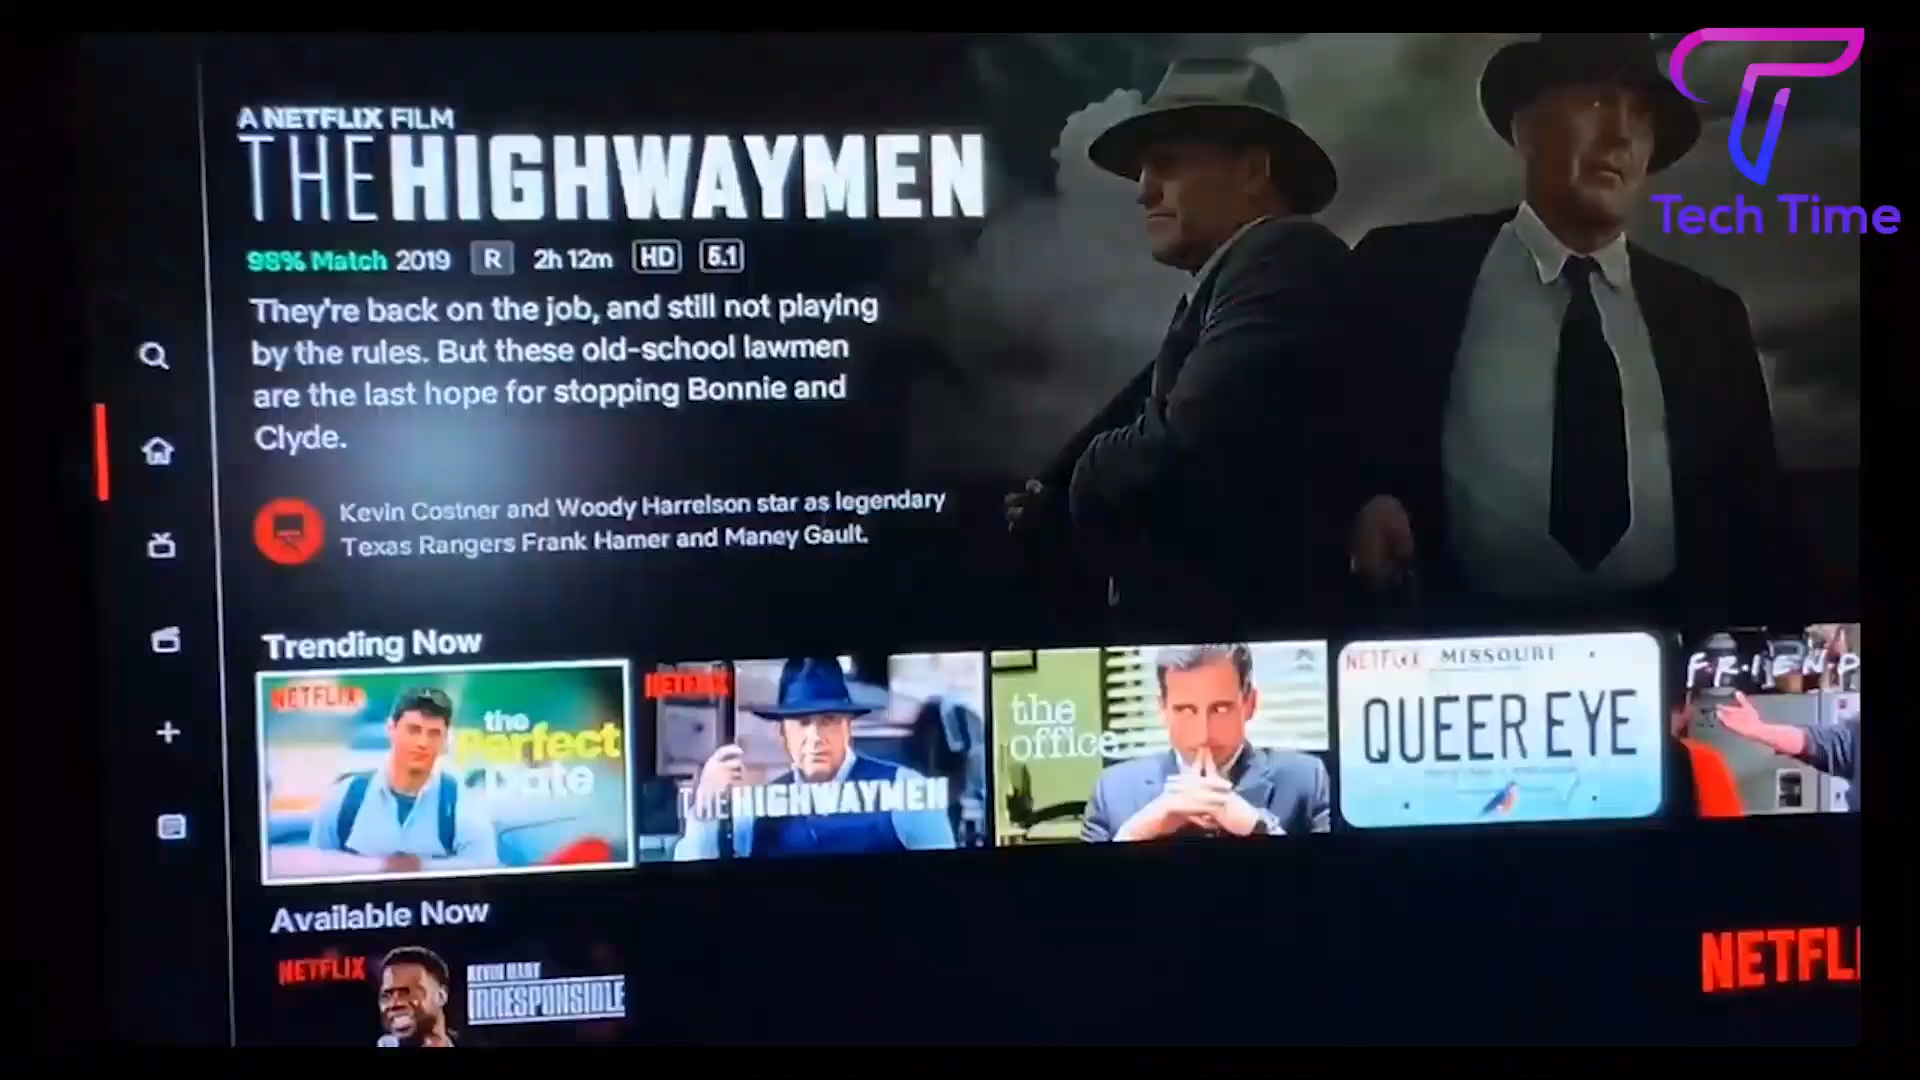 Tech Time
A NETFLIX FILM
THE HIGHWAYMEN
98% Match 2019 R 2h 12m HD 5.1
They're back on the job, and still not playing
by the rules. But these old-school lawmen
are the last hope for stopping Bonnie and
Clyde.
Kevin Costner and Woody Harrelson star as legendary
Texas Rangers Frank Hamer and Maney Gault.
Trending Now
NETFLIX
the
Perfect
Date
NETFLIX
THE HIGHWAYMEN
the
office
NETFLIX MISSOURI
QUEER EYE
F·R·I·E·N·D
Available Now
NETFLIX
KEVIN HART
IRRESPONSIBLE
NETFLI